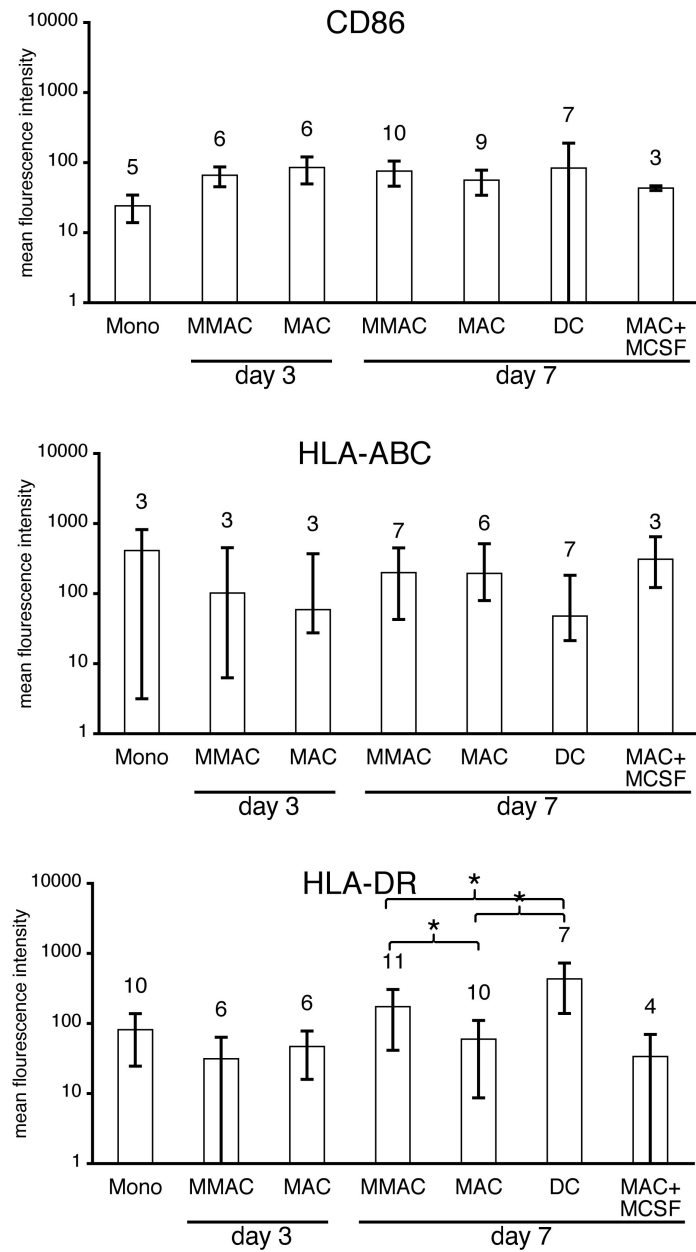 CD86
mean flourescence intensity
10000
1000
100
10
1
5 6 6 10 9 7 3
Mono MMAC MAC MMAC MAC DC MAC+
MCSF
day 3 day 7
HLA-ABC
mean flourescence intensity
10000
1000
100
10
1
3 3 3 7 6 7 3
Mono MMAC MAC MMAC MAC DC MAC+
MCSF
day 3 day 7
HLA-DR
mean flourescence intensity
10000
1000
100
10
1
* * *
10 6 6 11 10 7 4
Mono MMAC MAC MMAC MAC DC MAC+
MCSF
day 3 day 7